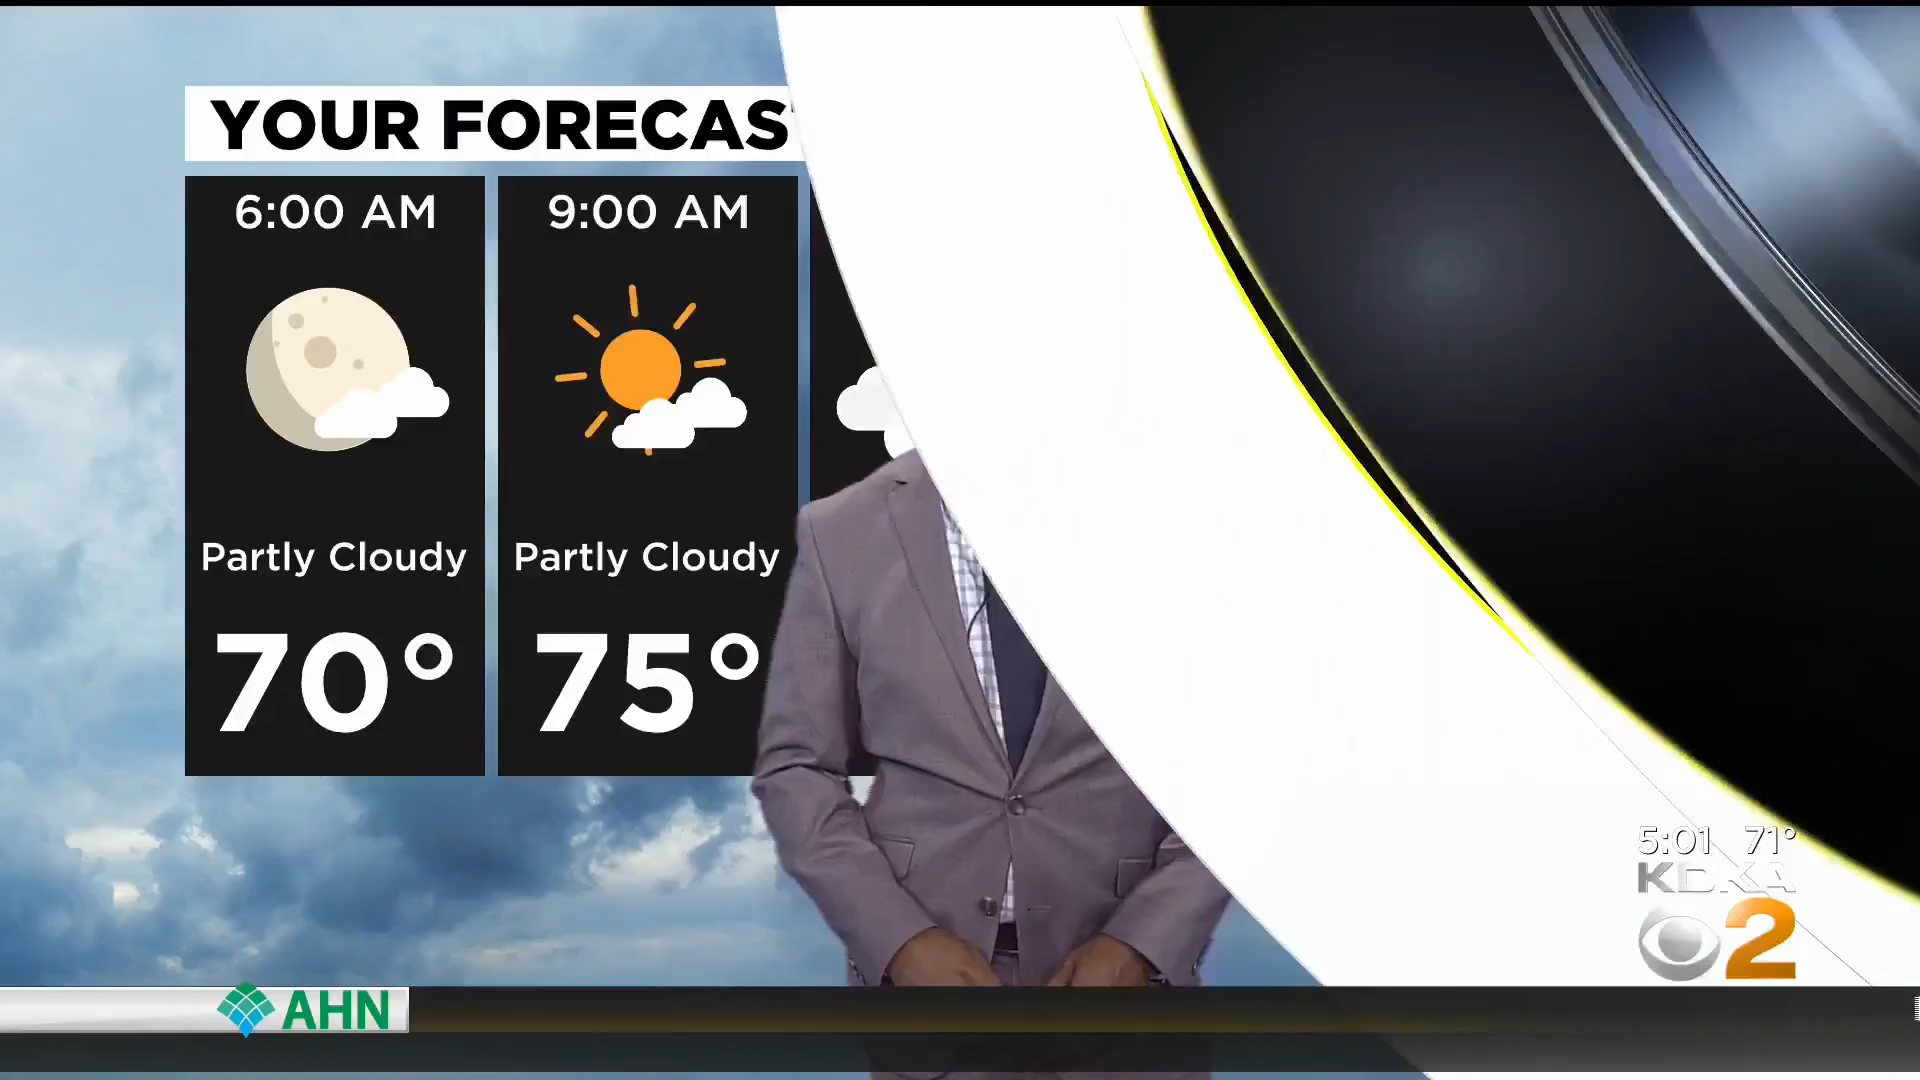 YOUR FORECAS
6:00 AM
9:00 AM
Partly Cloudy
Partly Cloudy
70°
75°
5:01 71°
KDKA
2
AHN